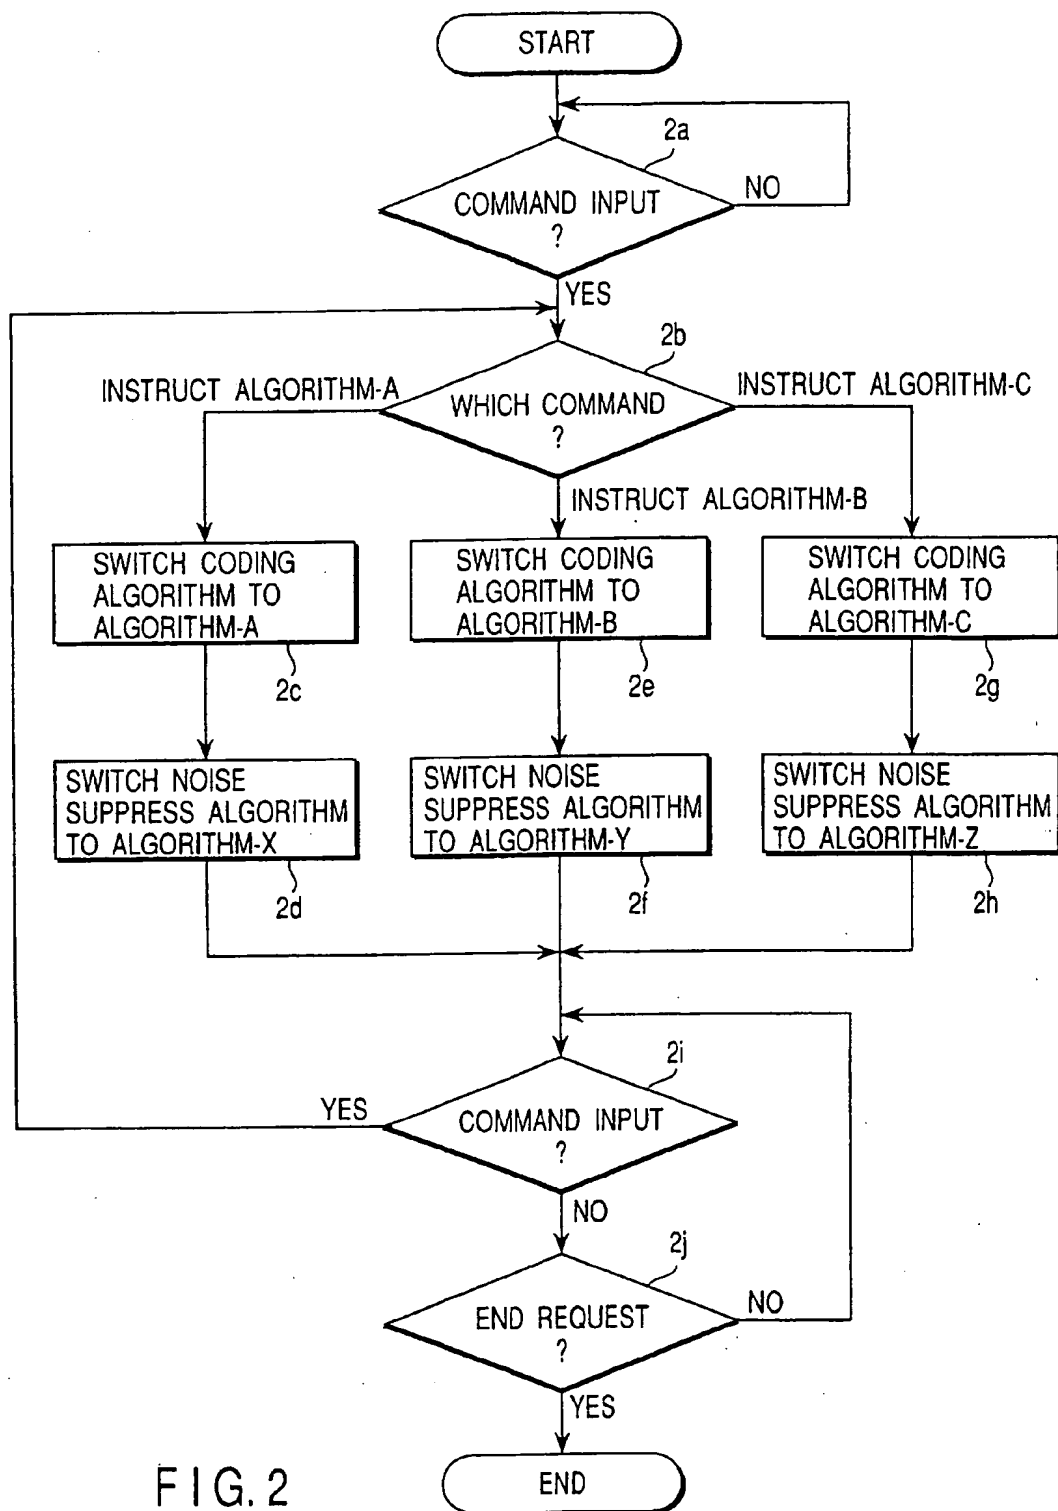 START
2a
COMMAND INPUT
?
NO
YES
2b
INSTRUCT ALGORITHM-A
WHICH COMMAND
?
INSTRUCT ALGORITHM-C
INSTRUCT ALGORITHM-B
SWITCH CODING
ALGORITHM TO
ALGORITHM-A
2c
SWITCH CODING
ALGORITHM TO
ALGORITHM-B
2e
SWITCH CODING
ALGORITHM TO
ALGORITHM-C
2g
SWITCH NOISE
SUPPRESS ALGORITHM
TO ALGORITHM-X
2d
SWITCH NOISE
SUPPRESS ALGORITHM
TO ALGORITHM-Y
2f
SWITCH NOISE
SUPPRESS ALGORITHM
TO ALGORITHM-Z
2h
2i
YES
COMMAND INPUT
?
NO
2j
END REQUEST
?
NO
YES
END
FIG. 2